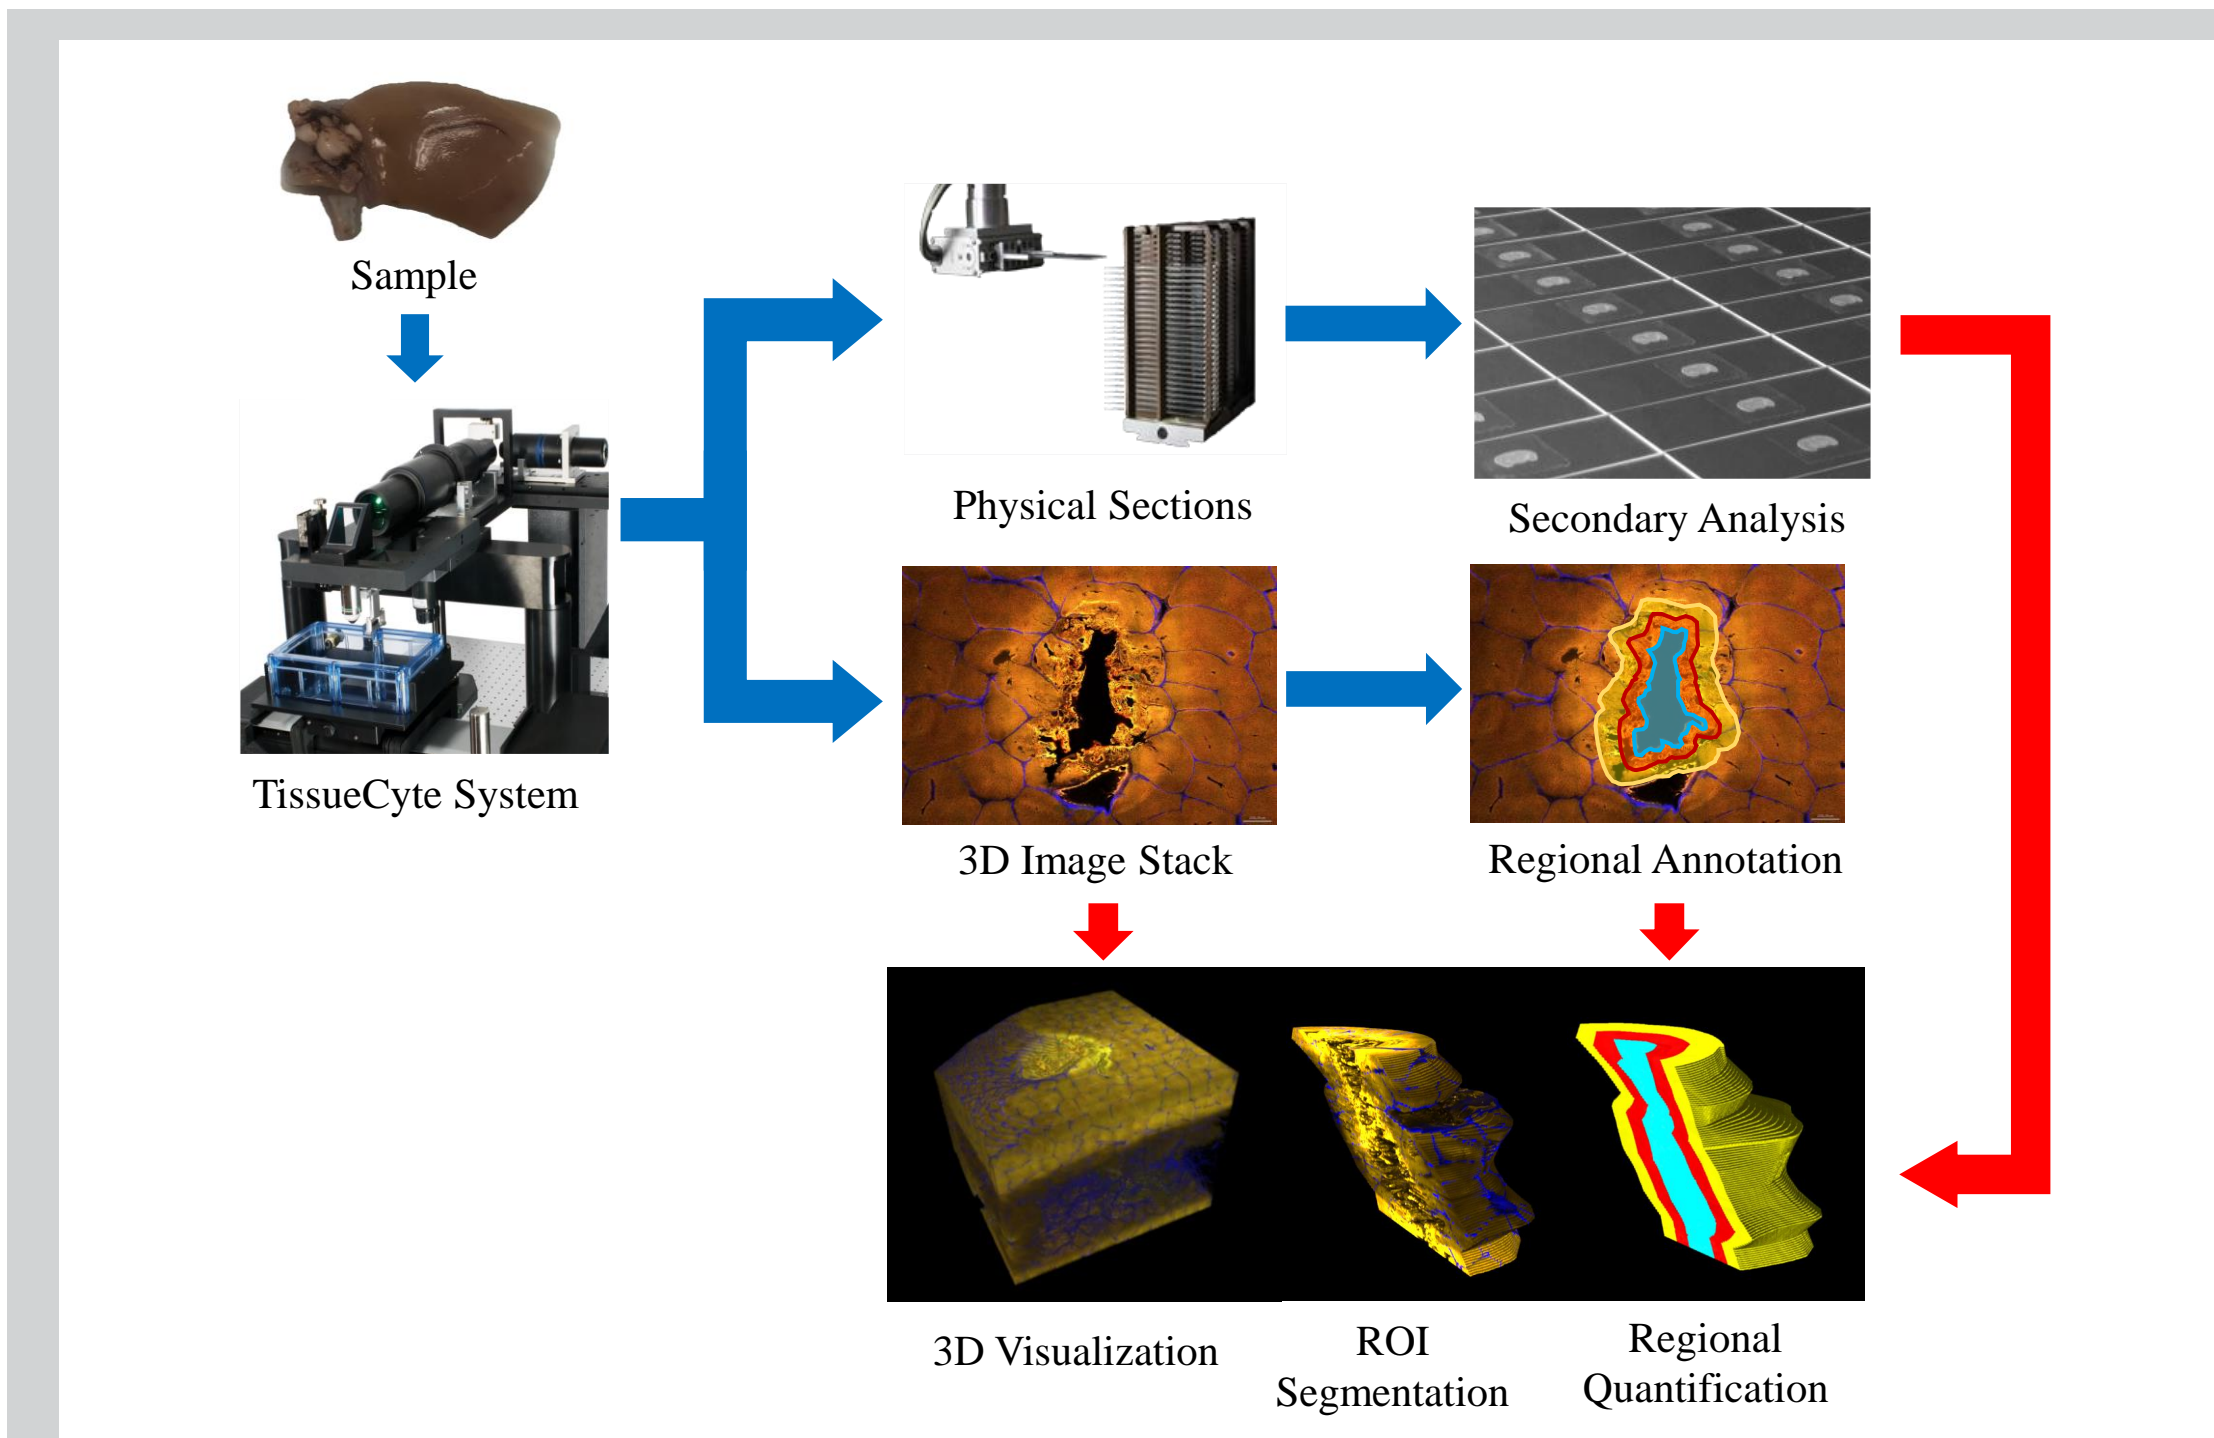 Sample
TissueCyte System
Physical Sections
Secondary Analysis
3D Image Stack
Regional Annotation
3D Visualization
ROI
Segmentation
Regional
Quantification